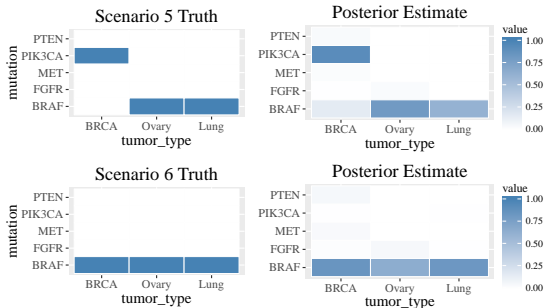 Scenario 5 Truth
Posterior Estimate
mutation
PTEN
PIK3CA
MET
FGFR
BRAF
BRCA
Ovary
Lung
tumor_type
PTEN
PIK3CA
MET
FGFR
BRAF
BRCA
Ovary
Lung
tumor_type
value
1.00
0.75
0.50
0.25
0.00
Scenario 6 Truth
Posterior Estimate
mutation
PTEN
PIK3CA
MET
FGFR
BRAF
BRCA
Ovary
Lung
tumor_type
PTEN
PIK3CA
MET
FGFR
BRAF
BRCA
Ovary
Lung
tumor_type
value
1.00
0.75
0.50
0.25
0.00